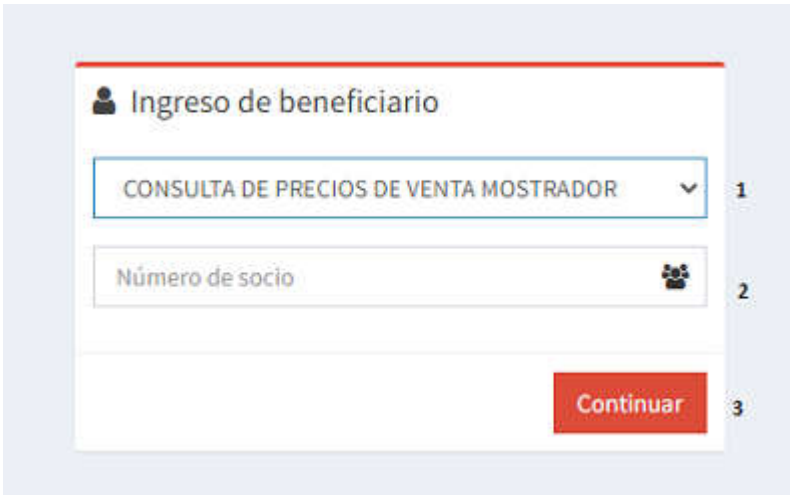 Ingreso de beneficiario
CONSULTA DE PRECIOS DE VENTA MOSTRADOR
1
Número de socio
2
Continuar
3